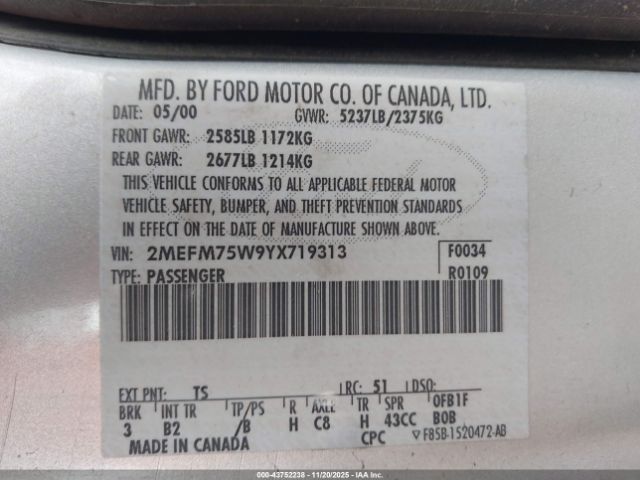 MFD. BY FORD MOTOR CO. OF CANADA, LTD.
DATE: 05/00 GVWR: 5237LB/2375KG
FRONT GAWR: 2585LB 1172KG
REAR GAWR: 2677LB 1214KG
THIS VEHICLE CONFORMS TO ALL APPLICABLE FEDERAL MOTOR
VEHICLE SAFETY, BUMPER, AND THEFT PREVENTION STANDARDS
IN EFFECT ON THE DATE OF MANUFACTURE SHOWN ABOVE.
VIN: 2MEFM75W9YX719313 F0034
TYPE: PASSENGER R0109
EXT PNT: TS RC: 51 DSO:
BRK INT TR TP/PS R AXLE TR SPR OFB1F
3 B2 /B H C8 H 43CC BOB
MADE IN CANADA CPC ▽F85B-1520472-AB
000-43752238 - 11/20/2025 - IAAI.COM